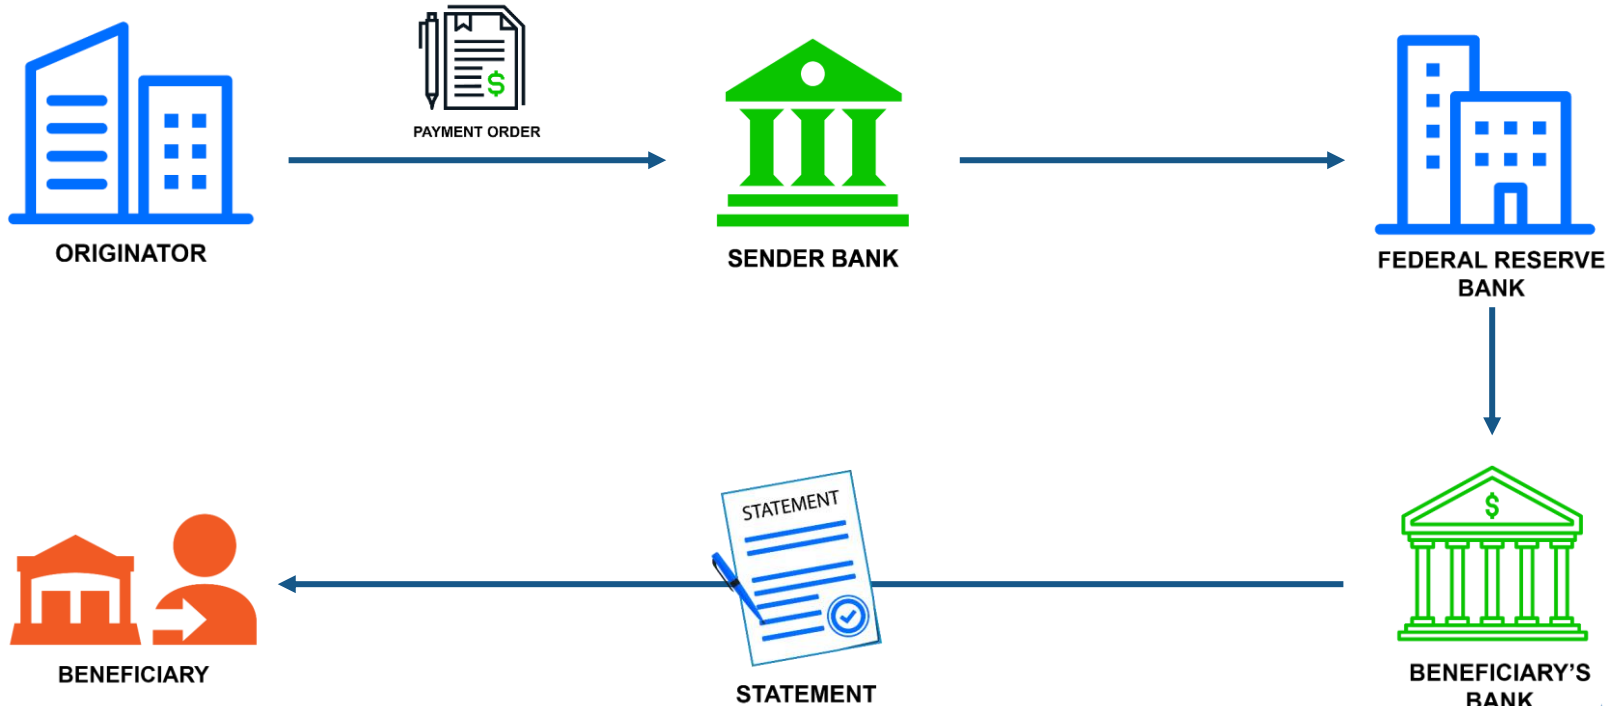 $
PAYMENT ORDER
ORIGINATOR
SENDER BANK
FEDERAL RESERVE
BANK
$
STATEMENT
BENEFICIARY
STATEMENT
BENEFICIARY’S
BANK